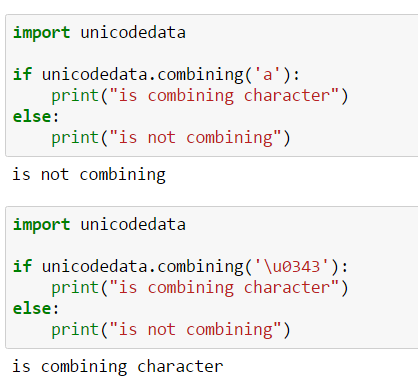 import unicodedata
if unicodedata.combining('a'):
    print("is combining character")
else:
    print("is not combining")
is not combining
import unicodedata
if unicodedata.combining('\u0343'):
    print("is combining character")
else:
    print("is not combining")
is combining character